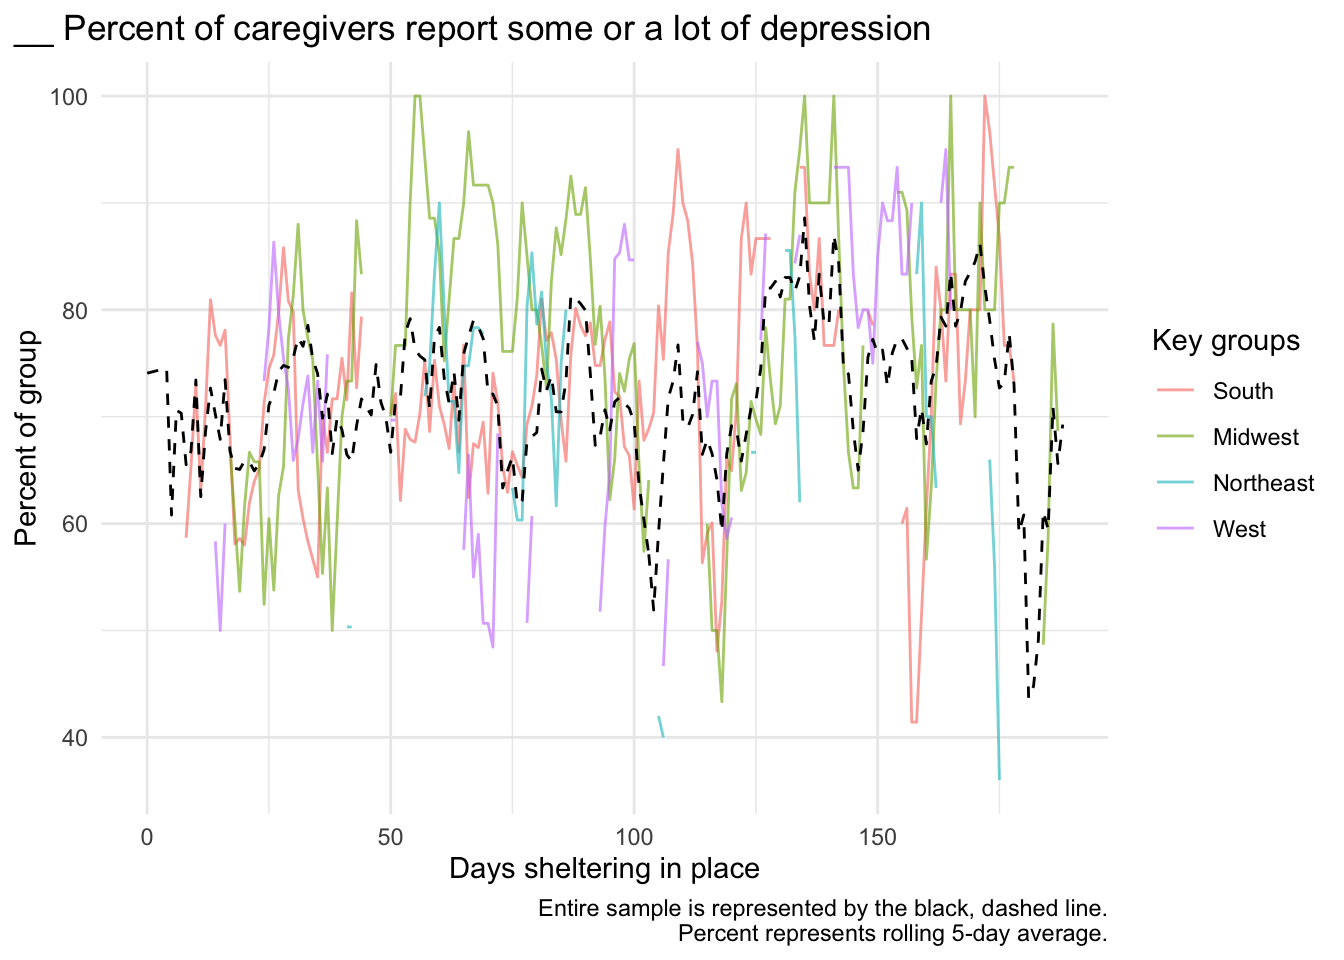 __ Percent of caregivers report some or a lot of depression
Percent of group
100
80
60
40
0
50
100
150
Days sheltering in place
Key groups
South
Midwest
Northeast
West
Entire sample is represented by the black, dashed line.
Percent represents rolling 5-day average.